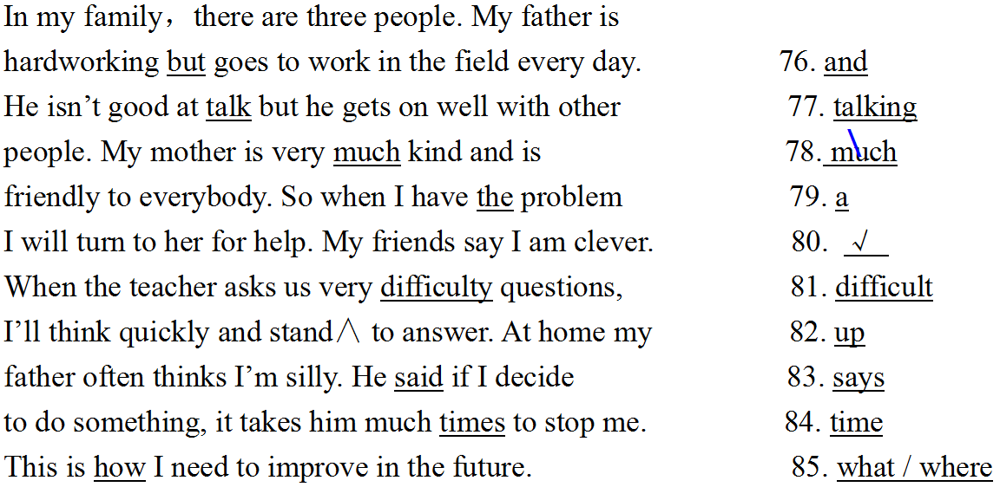 In my family，there are three people. My father is
hardworking but goes to work in the field every day. 76. and
He isn’t good at talk but he gets on well with other 77. talking
people. My mother is very much kind and is 78. much
friendly to everybody. So when I have the problem 79. a
I will turn to her for help. My friends say I am clever. 80. √
When the teacher asks us very difficulty questions, 81. difficult
I’ll think quickly and stand∧ to answer. At home my 82. up
father often thinks I’m silly. He said if I decide 83. says
to do something, it takes him much times to stop me. 84. time
This is how I need to improve in the future. 85. what / where